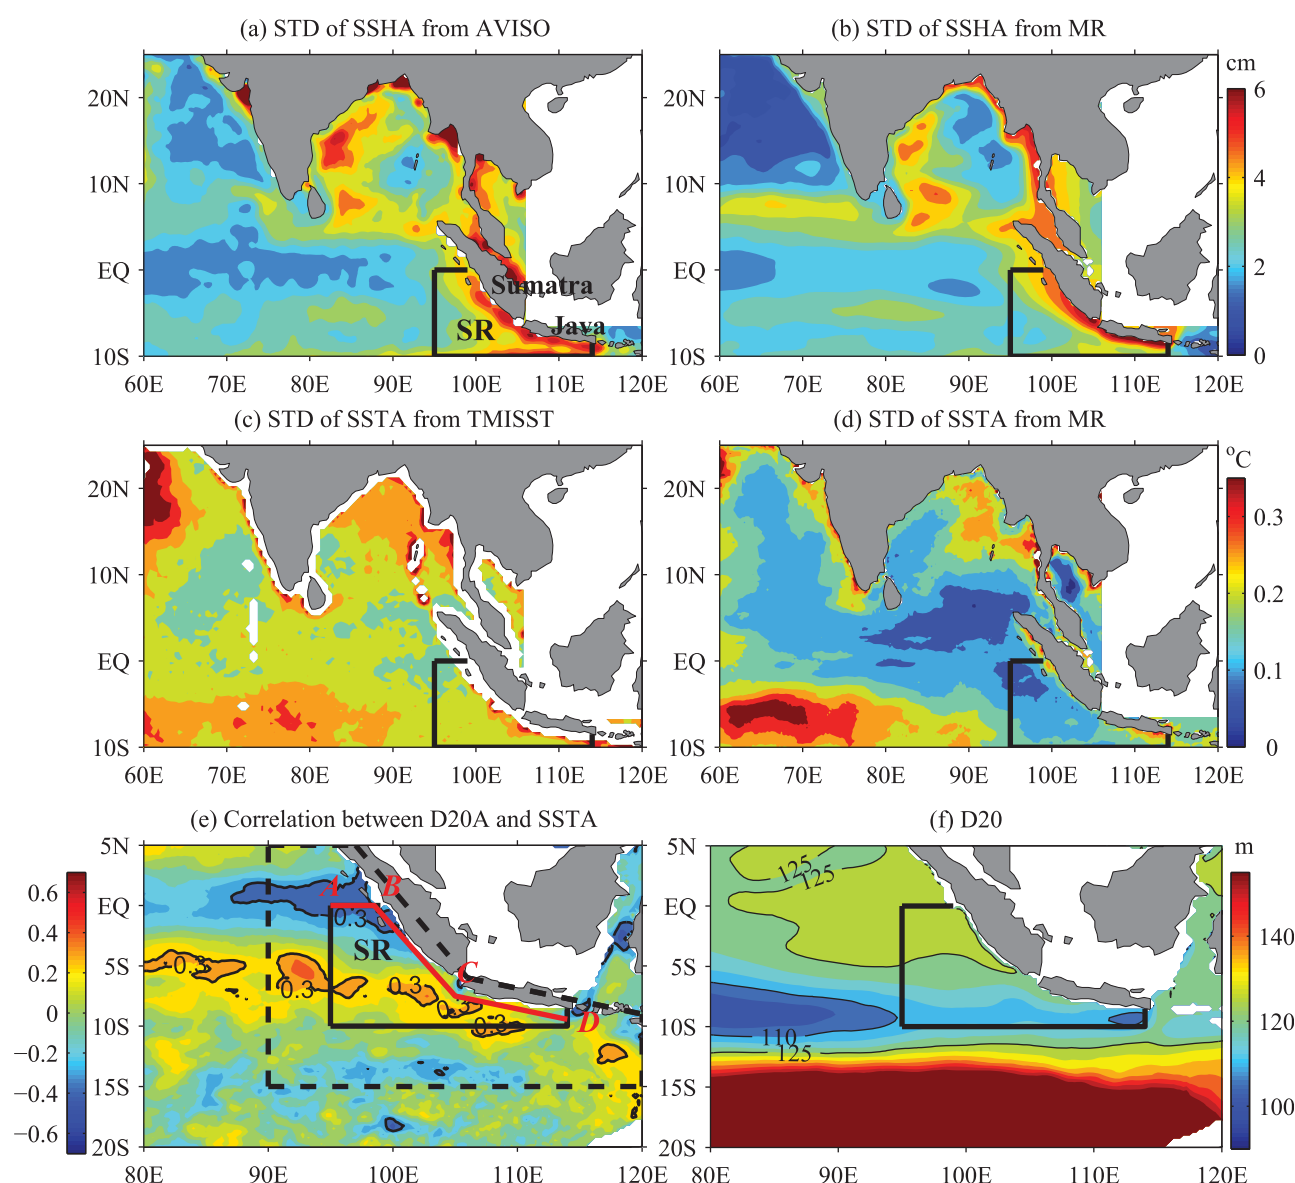 (a) STD of SSHA from AVISO
(b) STD of SSHA from MR
cm
20N
10N
EQ
10S
60E 70E 80E 90E 100E 110E 120E
Sumatra
SR
Java
20N
10N
EQ
10S
60E 70E 80E 90E 100E 110E 120E
6
4
2
0
(c) STD of SSTA from TMISST
(d) STD of SSTA from MR
°C
20N
10N
EQ
10S
60E 70E 80E 90E 100E 110E 120E
20N
10N
EQ
10S
60E 70E 80E 90E 100E 110E 120E
0.3
0.2
0.1
0
(e) Correlation between D20A and SSTA
(f) D20
m
0.6
0.4
0.2
0
−0.2
−0.4
−0.6
5N
EQ
5S
10S
15S
20S
80E 90E 100E 110E 120E
A
B
0.3
SR
0.3
C
0.3
0.3
0.3
D
5N
EQ
5S
10S
15S
20S
80E 90E 100E 110E 120E
125
125
110
125
140
120
100